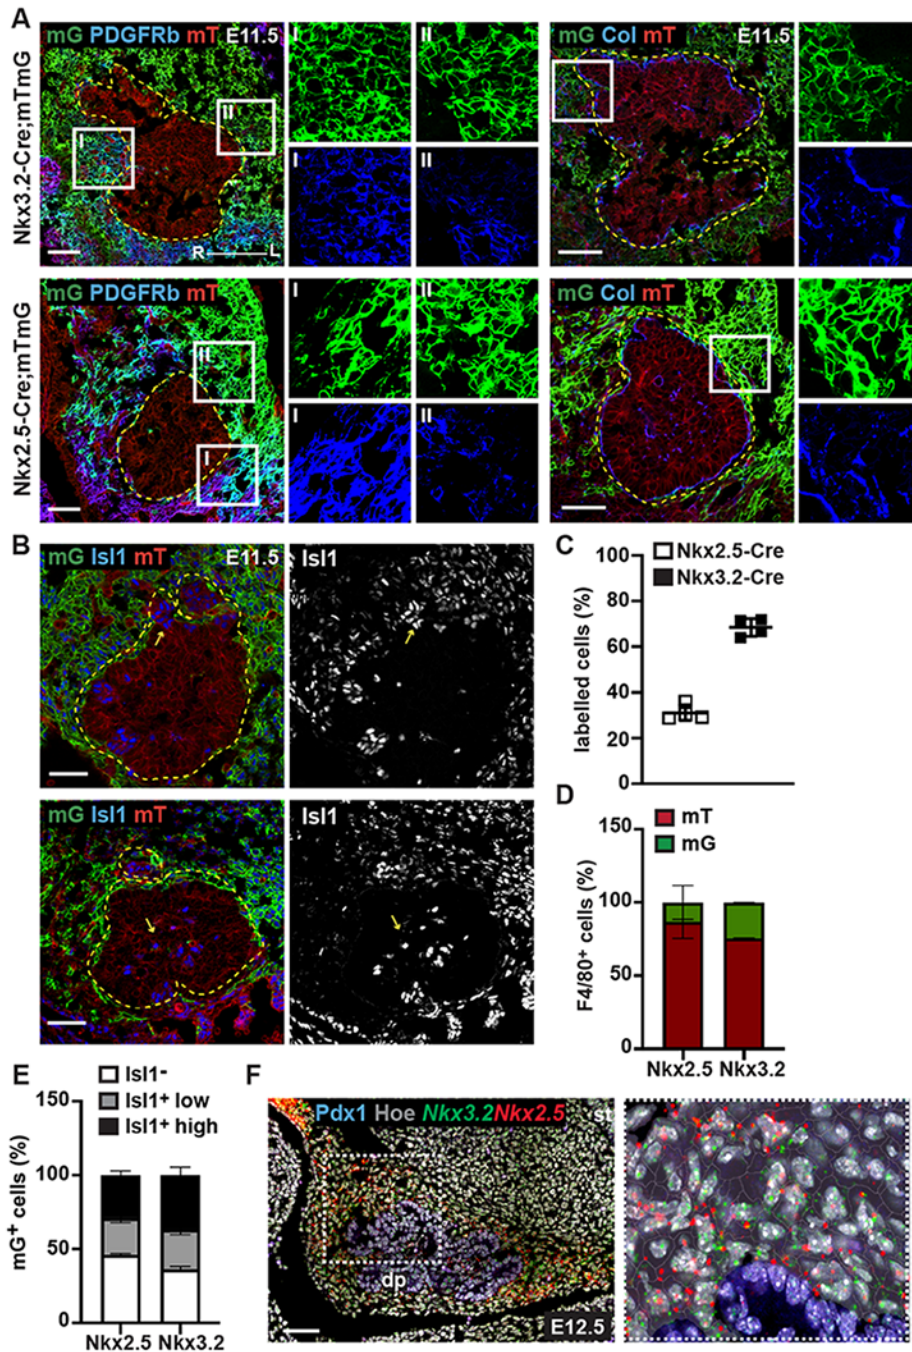 A
mG PDGFRb mT E11.5
I
II
I
II
I
II
R L
Nkx3.2-Cre;mTmG
mG Col mT E11.5
mG PDGFRb mT
II
I
I
II
I
II
Nkx2.5-Cre;mTmG
mG Col mT
B
mG Isl1 mT E11.5
Isl1
mG Isl1 mT
Isl1
C
labelled cells (%)
100
80
60
40
20
0
Nkx2.5-Cre
Nkx3.2-Cre
D
mT
mG
F4/80+ cells (%)
150
100
50
0
Nkx2.5 Nkx3.2
E
Isl1-
Isl1+ low
Isl1+ high
mG+ cells (%)
150
100
50
0
Nkx2.5 Nkx3.2
F
Pdx1 Hoe Nkx3.2Nkx2.5 st
dp
E12.5